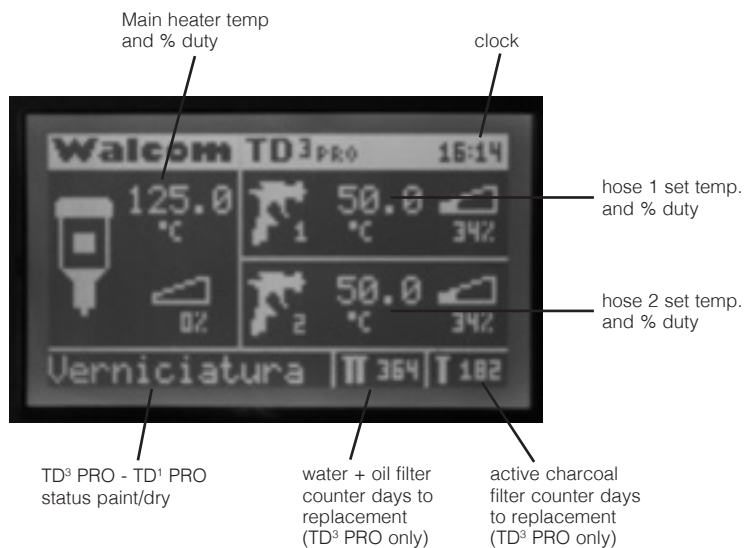 Main heater temp
and % duty
clock
Walcom TD³ PRO 16:14
125.0
°C
0%
1
50.0
°C
34%
2
50.0
°C
34%
Verniciatura 364 182
hose 1 set temp.
and % duty
hose 2 set temp.
and % duty
TD³ PRO - TD¹ PRO
status paint/dry
water + oil filter
counter days to
replacement
(TD³ PRO only)
active charcoal
filter counter days
to replacement
(TD³ PRO only)